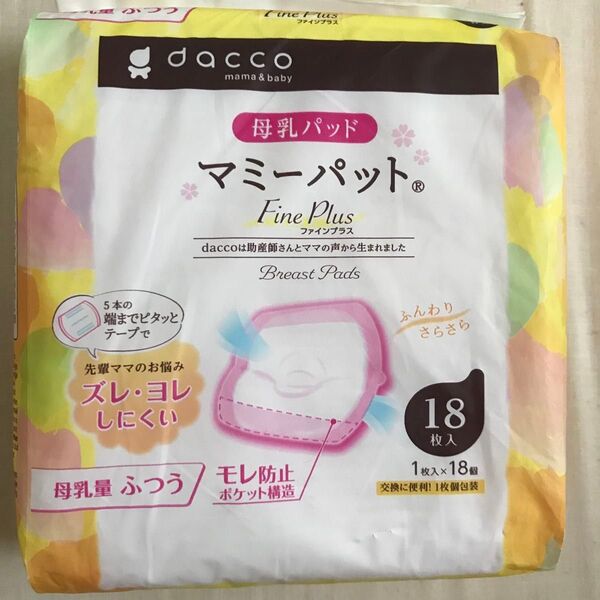 母乳量 ふつう
Fine Plus
ファインプラス
dacco
mama & baby
母乳パッド
マミーパット®
Fine Plus
ファインプラス
daccoは助産師さんとママの声から生まれました
Breast Pads
5本の
端までピタッと
テープで
先輩ママのお悩み
ズレ・ヨレ
しにくい
ふんわり
さらさら
18
枚入
1枚入×18個
交換に便利!1枚個包装
母乳量 ふつう
モレ防止
ポケット構造